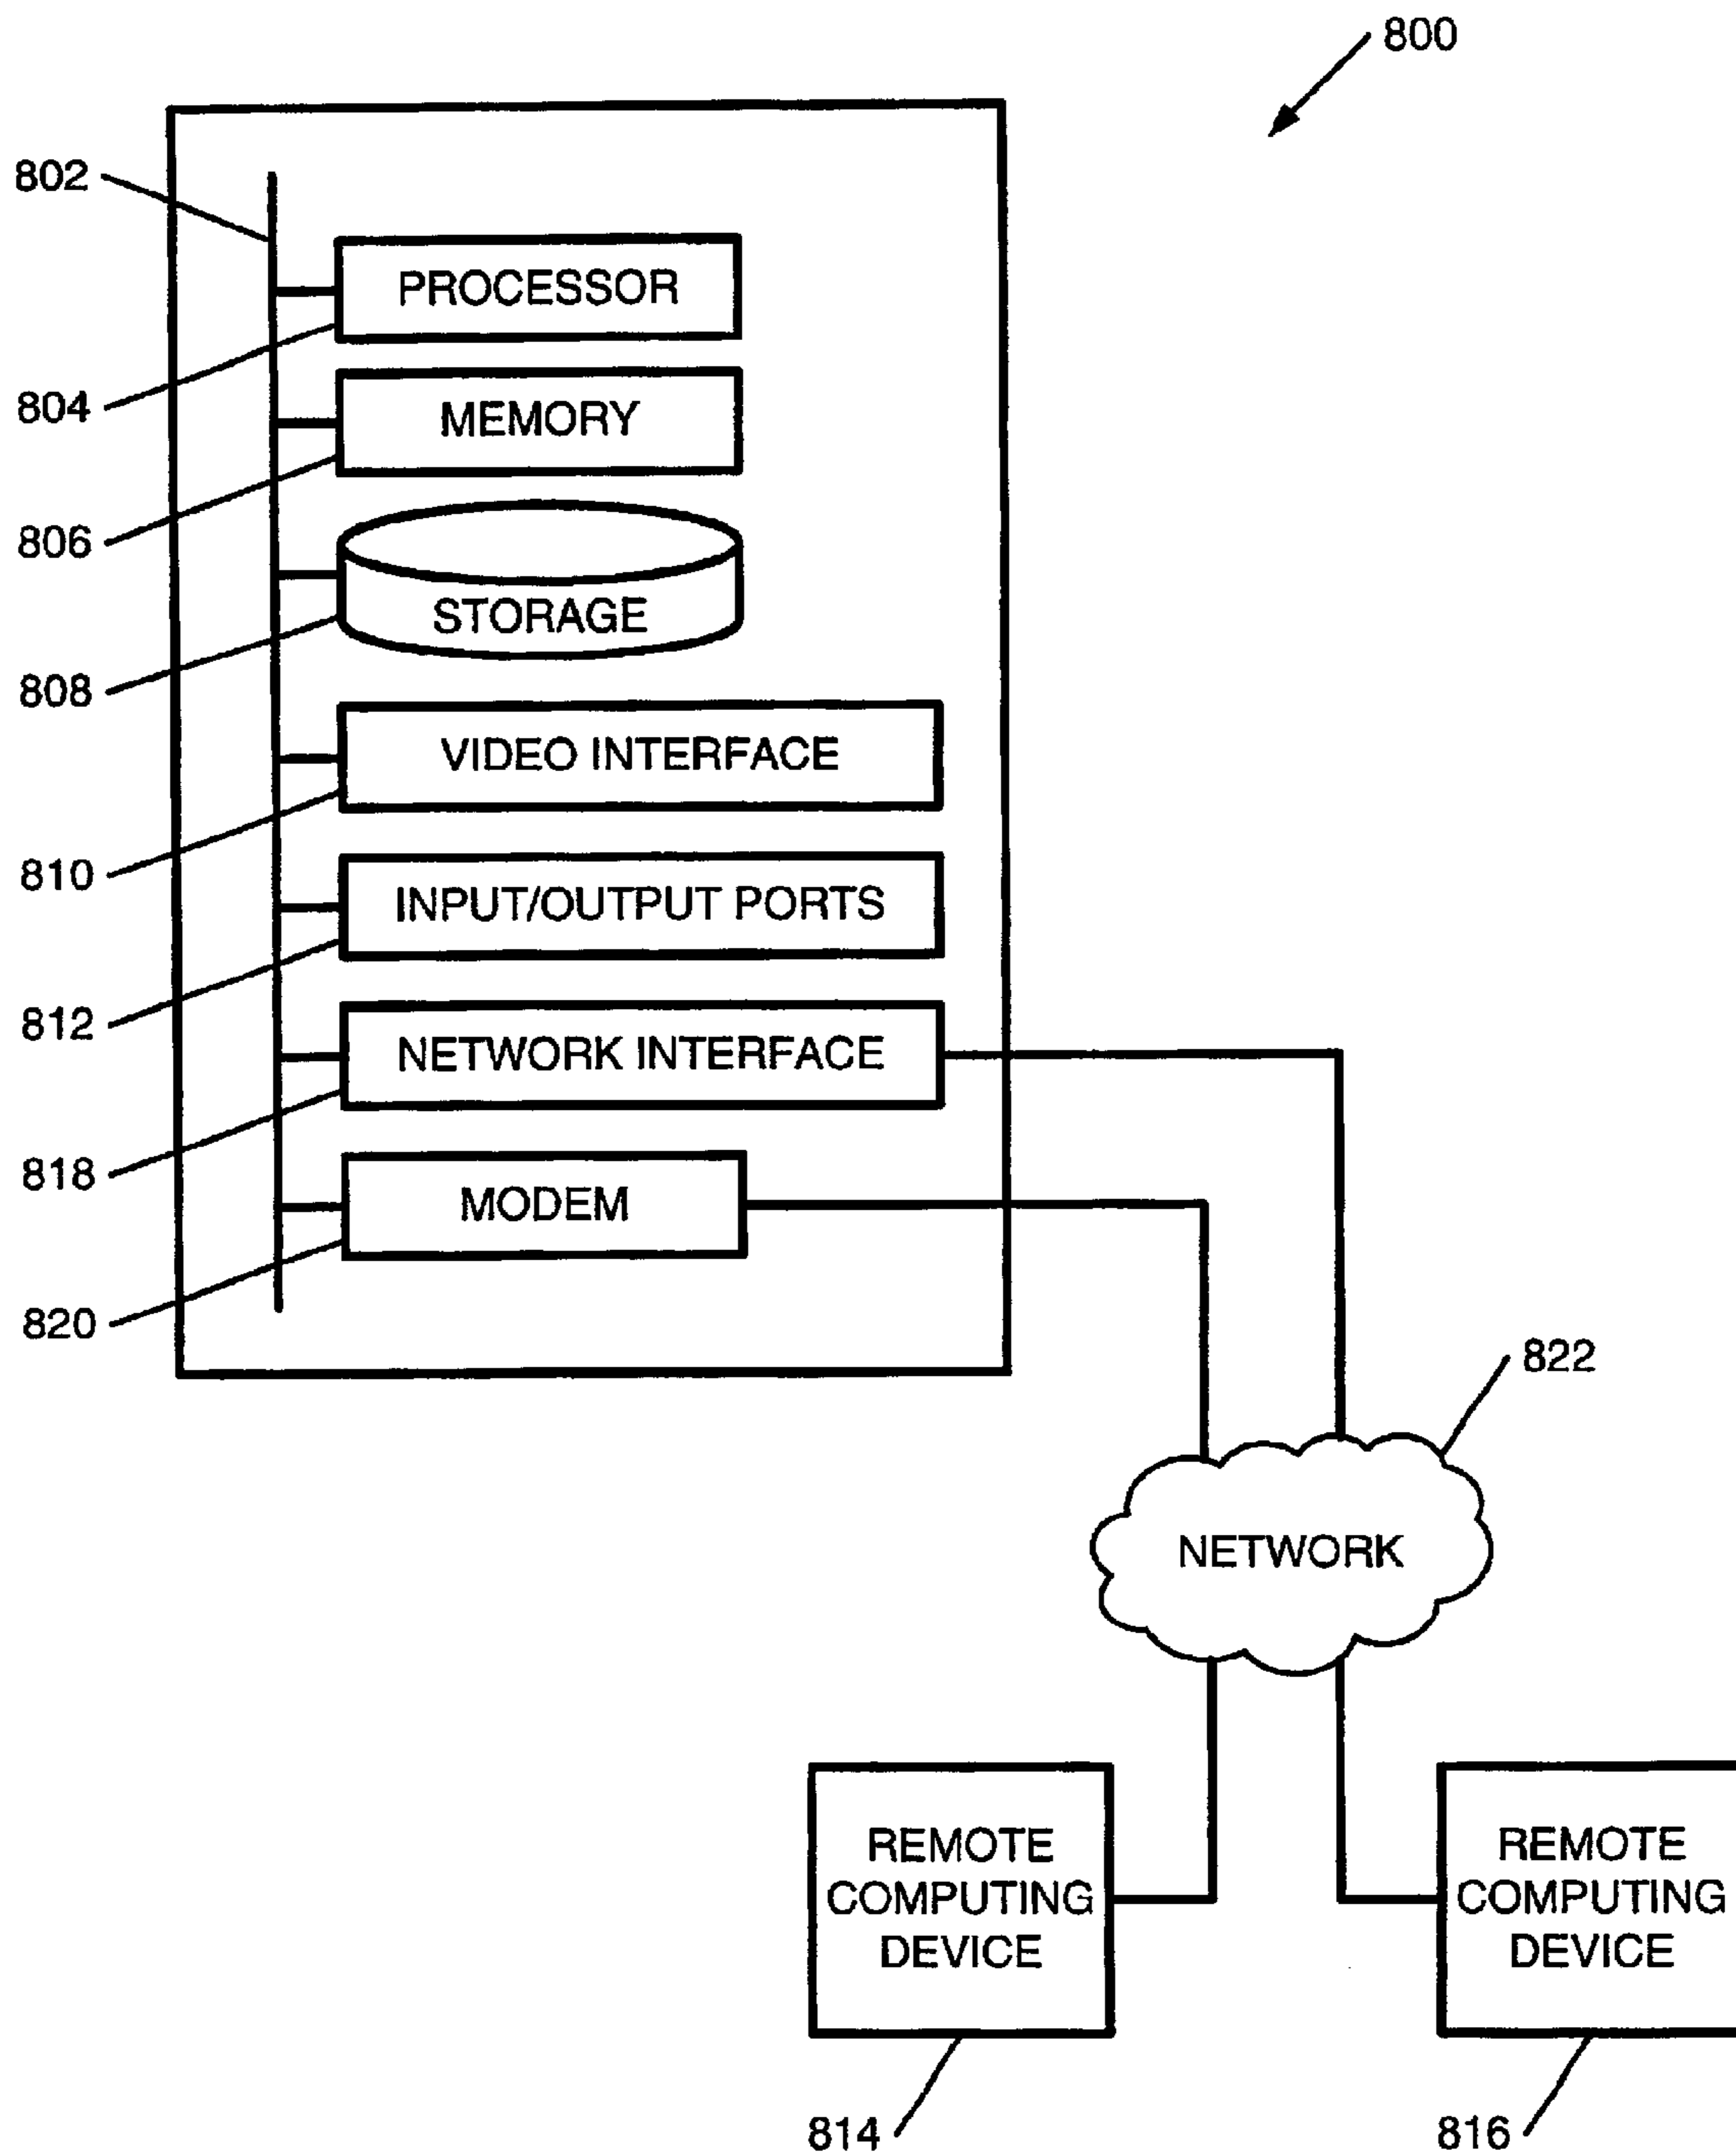 800
802
PROCESSOR
804
MEMORY
806
STORAGE
808
VIDEO INTERFACE
810
INPUT/OUTPUT PORTS
812
NETWORK INTERFACE
818
MODEM
820
822
NETWORK
REMOTE
COMPUTING
DEVICE
814
REMOTE
COMPUTING
DEVICE
816